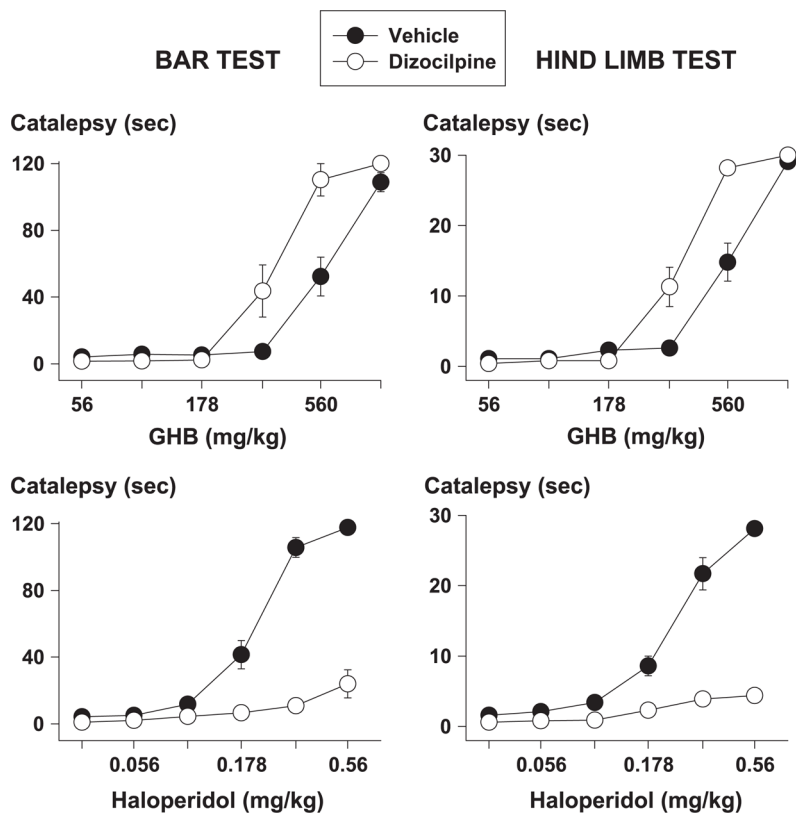 Vehicle
Dizocilpine
BAR TEST
HIND LIMB TEST
Catalepsy (sec)
120
80
40
0
56 178 560
GHB (mg/kg)
Catalepsy (sec)
30
20
10
0
56 178 560
GHB (mg/kg)
Catalepsy (sec)
120
80
40
0
0.056 0.178 0.56
Haloperidol (mg/kg)
Catalepsy (sec)
30
20
10
0
0.056 0.178 0.56
Haloperidol (mg/kg)